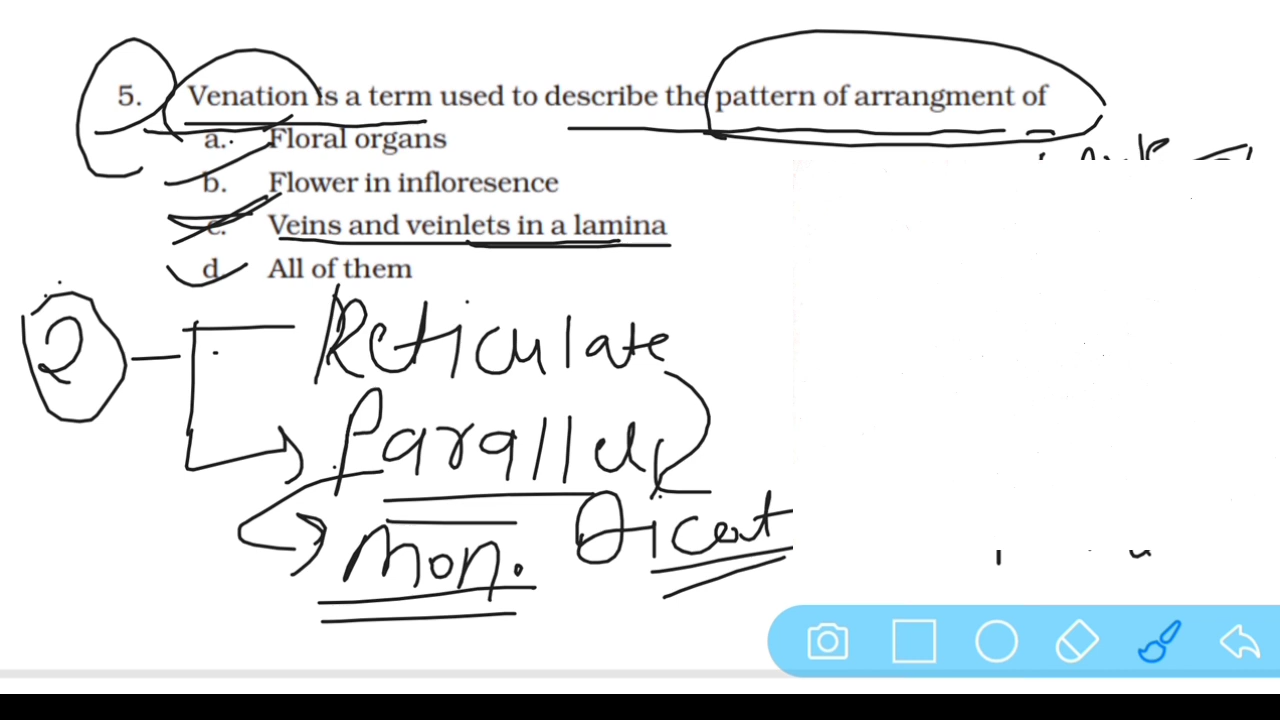 5. Venation is a term used to describe the pattern of arrangment of
a. Floral organs
b. Flower in infloresence
c. Veins and veinlets in a lamina
d. All of them
2
Reticulate
Parallel
Mon. Dicot